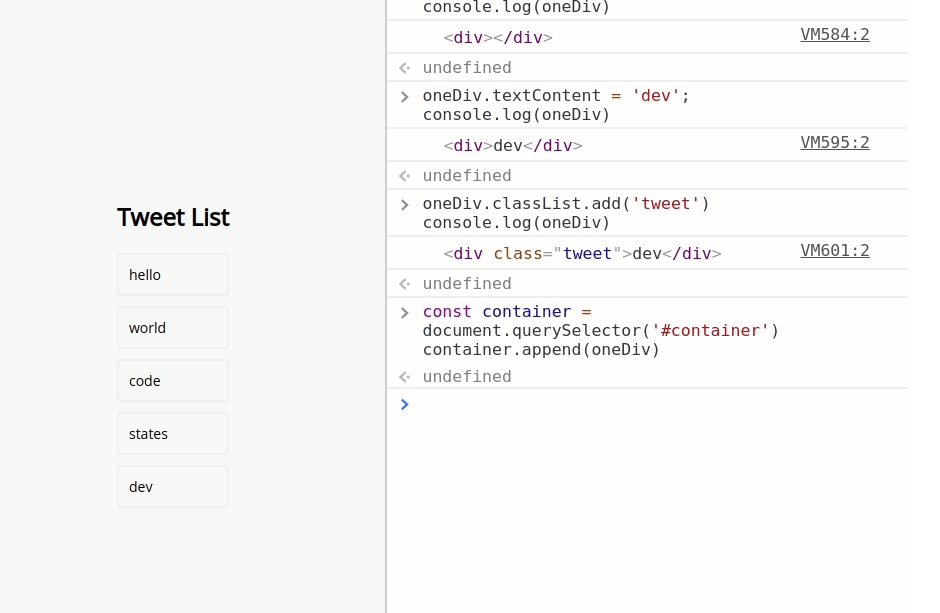 Tweet List
hello
world
code
states
dev
console.log(oneDiv)
<div></div> VM584:2
undefined
oneDiv.textContent = 'dev';
console.log(oneDiv)
<div>dev</div> VM595:2
undefined
oneDiv.classList.add('tweet')
console.log(oneDiv)
<div class="tweet">dev</div> VM601:2
undefined
const container =
document.querySelector('#container')
container.append(oneDiv)
undefined